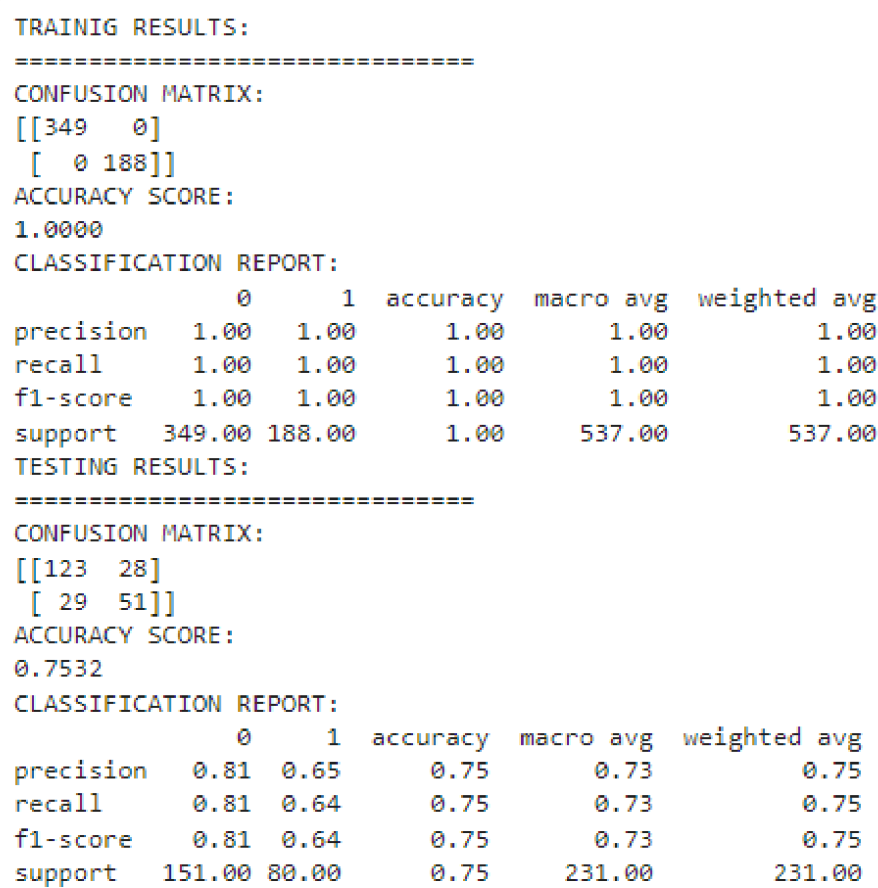 TRAINIG RESULTS:
===============================
CONFUSION MATRIX:
[[349   0]
 [  0 188]]
ACCURACY SCORE:
1.0000
CLASSIFICATION REPORT:
               0      1  accuracy  macro avg  weighted avg
precision   1.00   1.00      1.00       1.00          1.00
recall      1.00   1.00      1.00       1.00          1.00
f1-score    1.00   1.00      1.00       1.00          1.00
support   349.00 188.00      1.00     537.00        537.00
TESTING RESULTS:
===============================
CONFUSION MATRIX:
[[123  28]
 [ 29  51]]
ACCURACY SCORE:
0.7532
CLASSIFICATION REPORT:
               0     1  accuracy  macro avg  weighted avg
precision   0.81  0.65      0.75       0.73          0.75
recall      0.81  0.64      0.75       0.73          0.75
f1-score    0.81  0.64      0.75       0.73          0.75
support   151.00 80.00      0.75     231.00        231.00